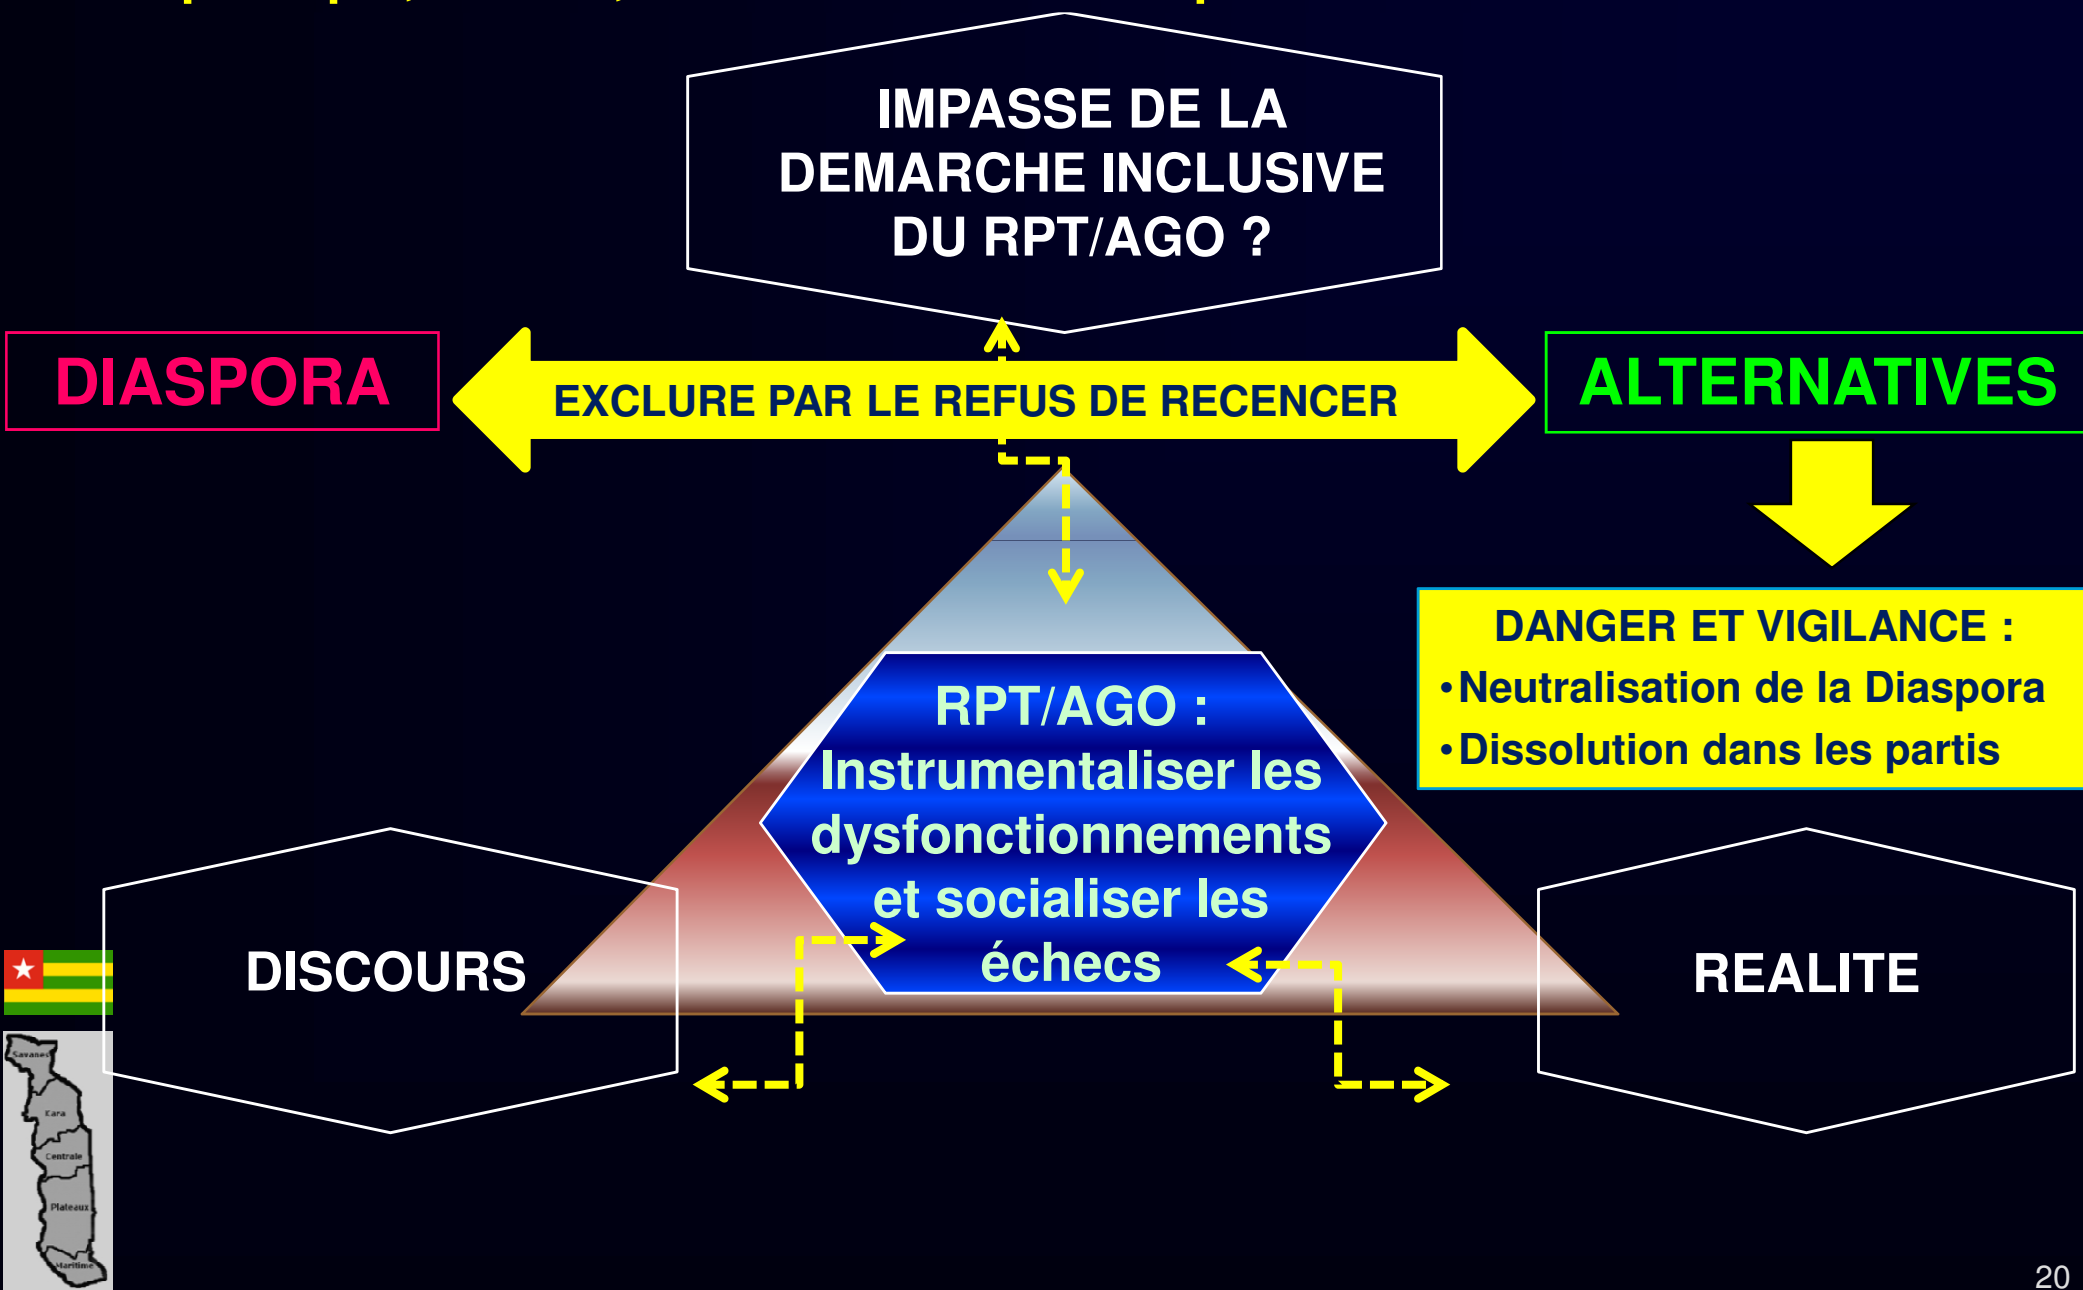 IMPASSE DE LA
DEMARCHE INCLUSIVE
DU RPT/AGO ?
DIASPORA
EXCLURE PAR LE REFUS DE RECENCER
ALTERNATIVES
DANGER ET VIGILANCE :
•Neutralisation de la Diaspora
•Dissolution dans les partis
RPT/AGO :
Instrumentaliser les
dysfonctionnements
et socialiser les
échecs
DISCOURS
REALITE
Savanes
Kara
Centrale
Plateaux
Maritime
20